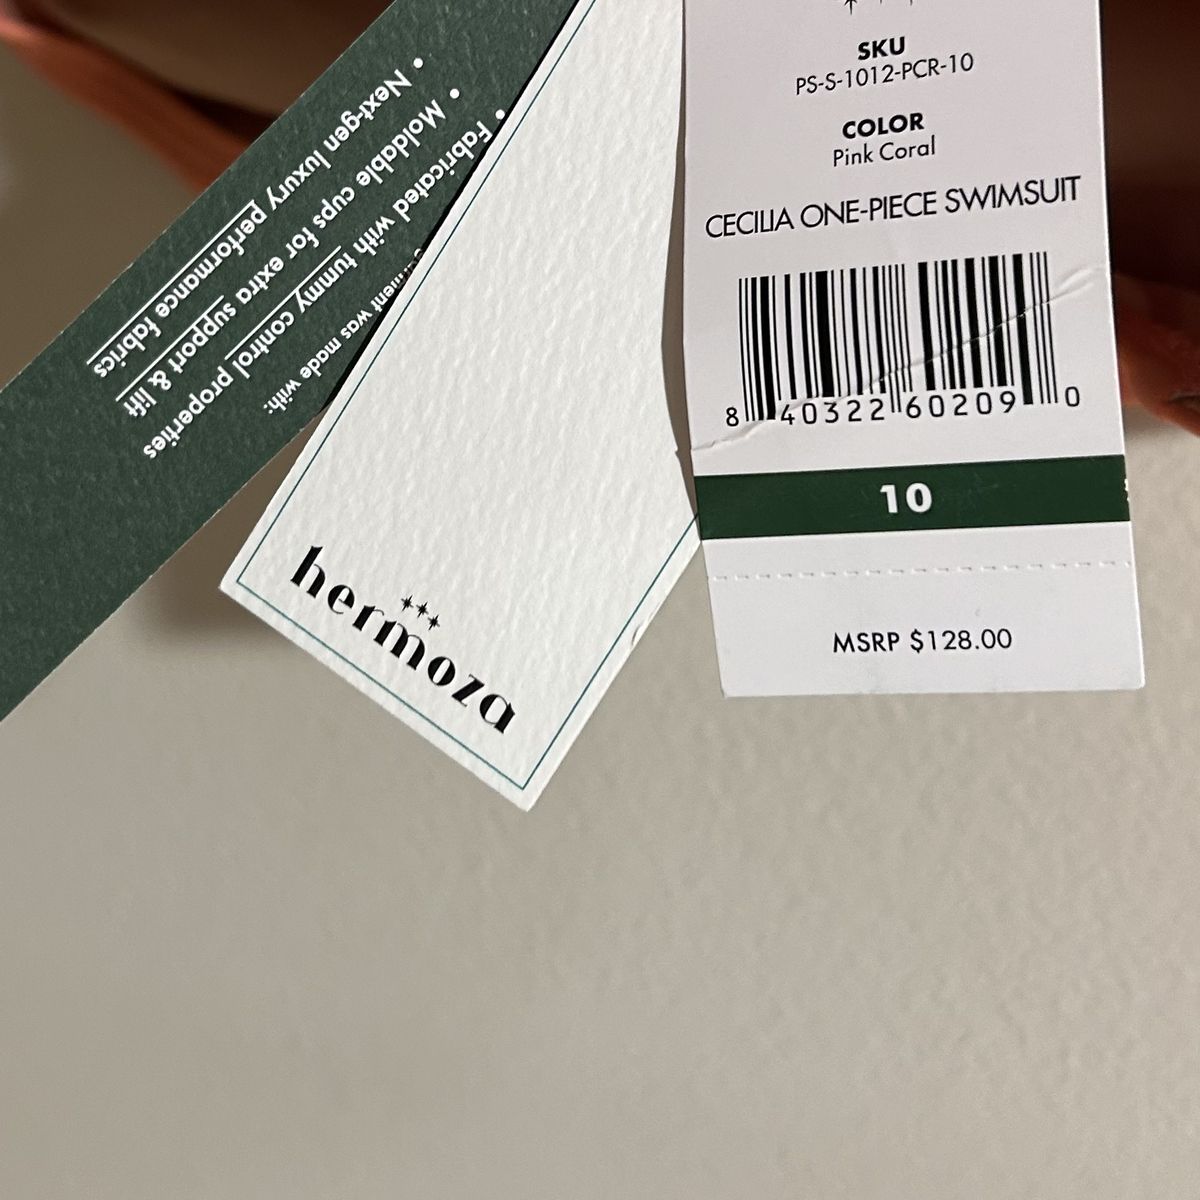 SKU
PS-S-1012-PCR-10
COLOR
Pink Coral
CECILIA ONE-PIECE SWIMSUIT
8 40322 60209 0
10
MSRP $128.00
hermoza
was made with:
• Fabricated with tummy control properties
• Moldable cups for extra support & lift
• Next-gen luxury performance fabrics